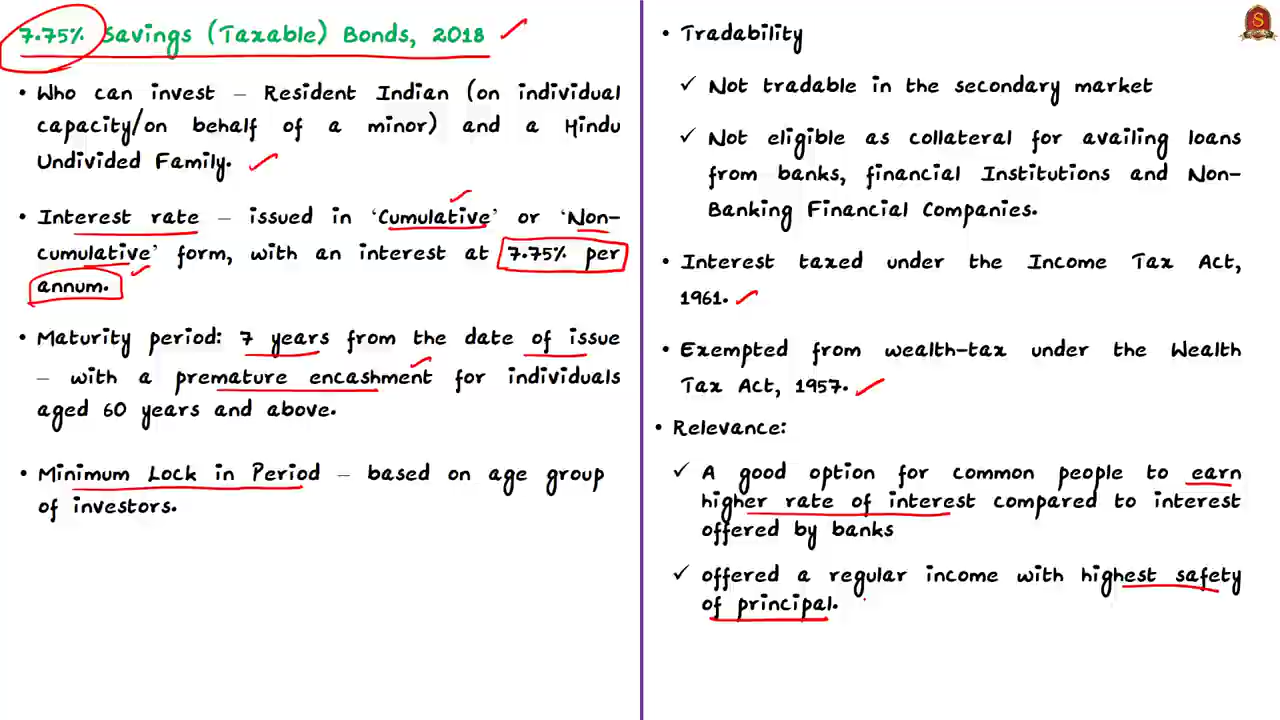 7.75% Savings (Taxable) Bonds, 2018
• Who can invest – Resident Indian (on individual
capacity/on behalf of a minor) and a Hindu
Undivided Family.
• Interest rate – issued in 'Cumulative' or 'Non-
cumulative' form, with an interest at 7.75% per
annum.
• Maturity period: 7 years from the date of issue
– with a premature encashment for individuals
aged 60 years and above.
• Minimum Lock in Period – based on age group
of investors.
• Tradability
✓ Not tradable in the secondary market
✓ Not eligible as collateral for availing loans
from banks, financial Institutions and Non-
Banking Financial Companies.
• Interest taxed under the Income Tax Act,
1961.
• Exempted from wealth-tax under the Wealth
Tax Act, 1957.
• Relevance:
✓ A good option for common people to earn
higher rate of interest compared to interest
offered by banks
✓ offered a regular income with highest safety
of principal.
S